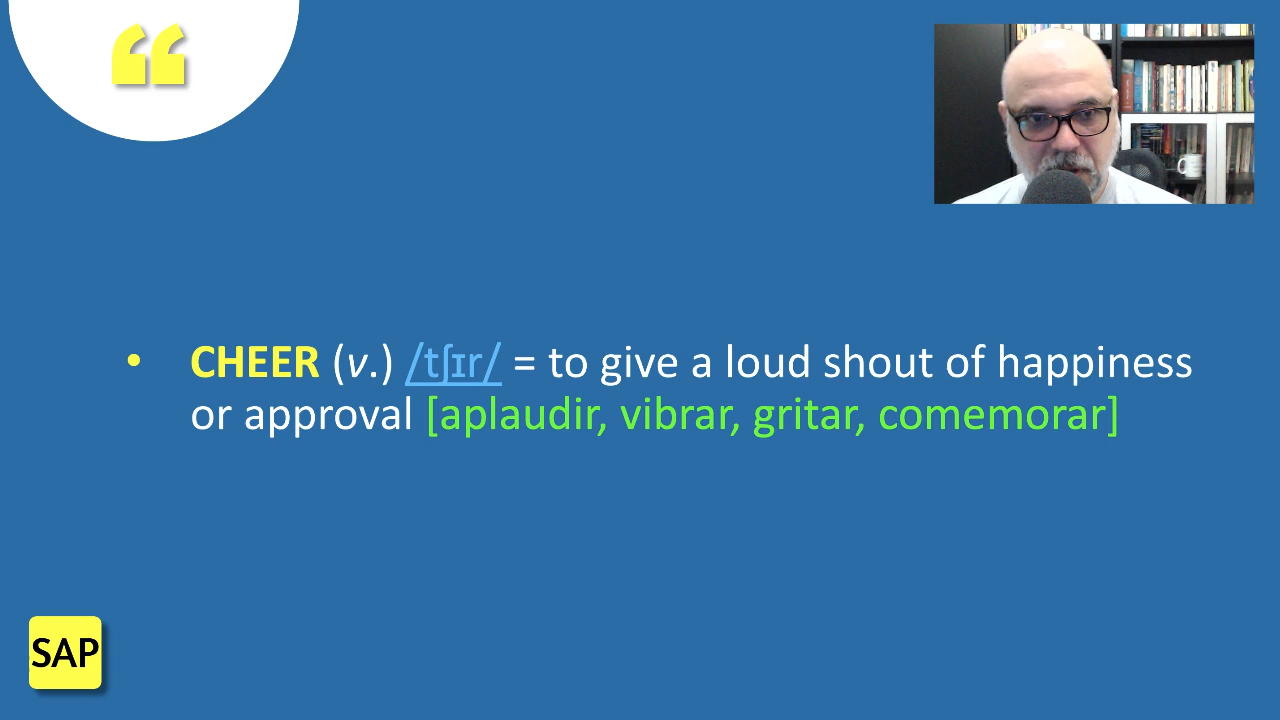 • CHEER (v.) /tʃɪr/ = to give a loud shout of happiness
or approval [aplaudir, vibrar, gritar, comemorar]
SAP